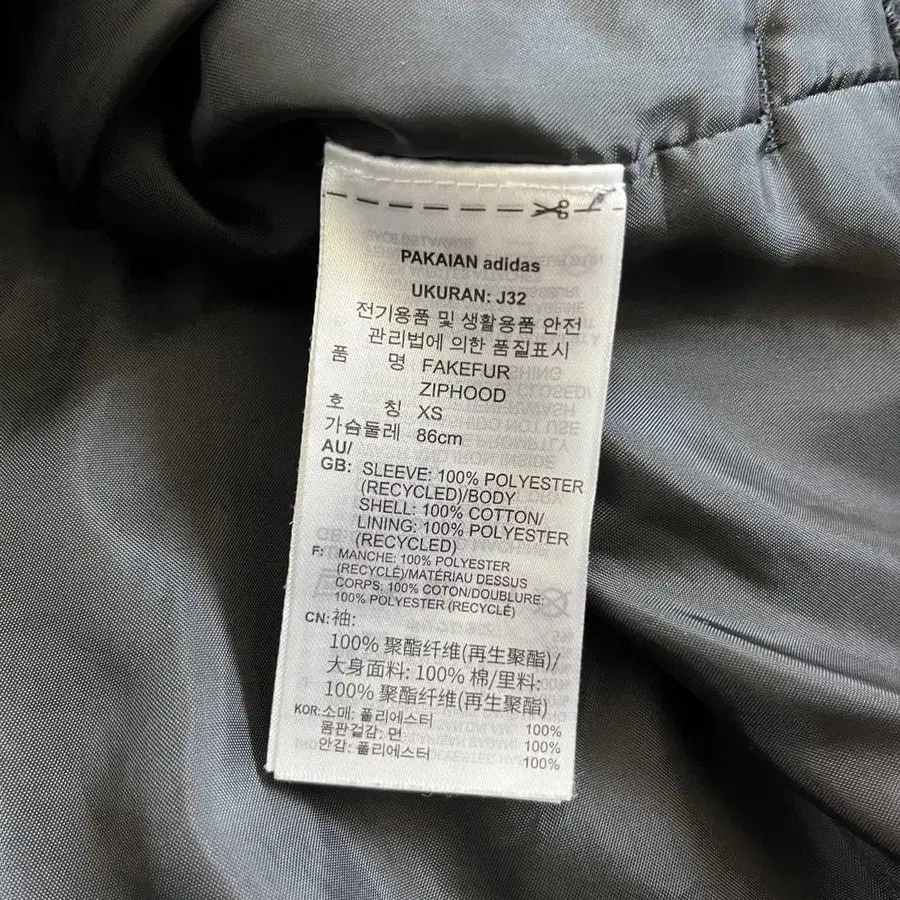 PAKAIAN adidas
UKURAN: J32
전기용품 및 생활용품 안전
관리법에 의한 품질표시
품 명 FAKEFUR
ZIPHOOD
호 칭 XS
가슴둘레 86cm
AU/
GB: SLEEVE: 100% POLYESTER
(RECYCLED)/BODY
SHELL: 100% COTTON/
LINING: 100% POLYESTER
(RECYCLED)
F: MANCHE: 100% POLYESTER
(RECYCLÉ)/MATÉRIAU DESSUS
CORPS: 100% COTON/DOUBLURE:
100% POLYESTER (RECYCLÉ)
CN: 袖:
100% 聚酯纤维(再生聚酯)/
大身面料: 100% 棉/里料:
100% 聚酯纤维(再生聚酯)
KOR:소매: 폴리에스터 100%
몸판겉감: 면 100%
안감: 폴리에스터 100%